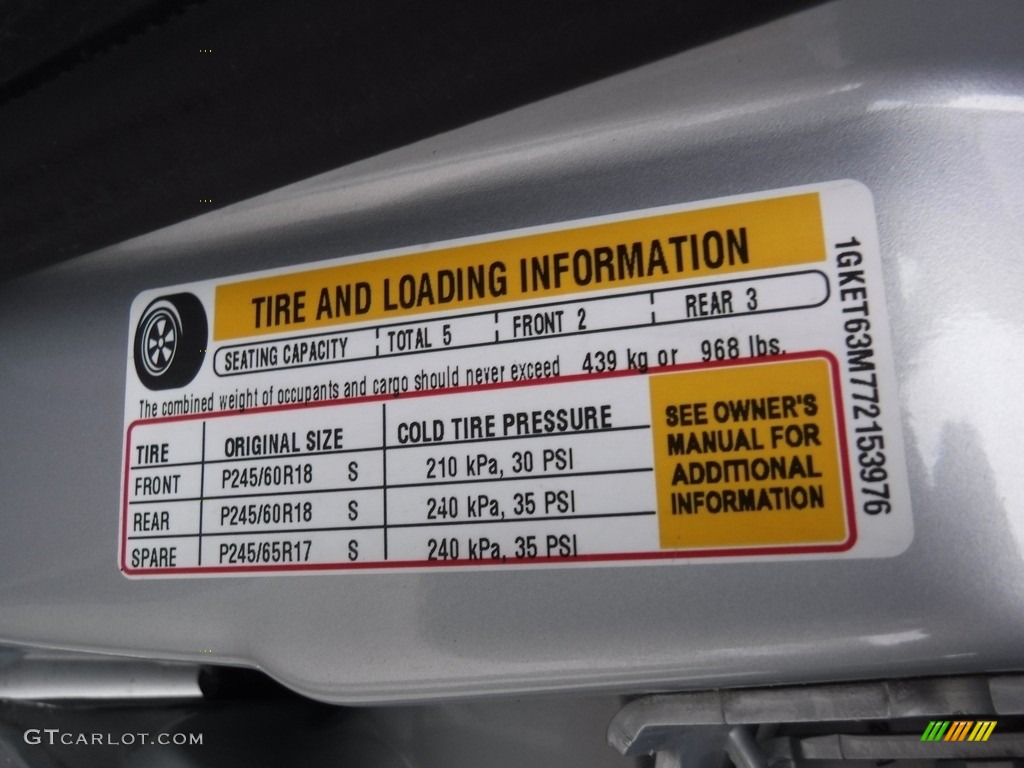 TIRE AND LOADING INFORMATION
SEATING CAPACITY TOTAL 5 FRONT 2 REAR 3
The combined weight of occupants and cargo should never exceed 439 kg or 968 lbs.
TIRE ORIGINAL SIZE COLD TIRE PRESSURE
FRONT P245/60R18 S 210 kPa, 30 PSI
REAR P245/60R18 S 240 kPa, 35 PSI
SPARE P245/65R17 S 240 kPa, 35 PSI
SEE OWNER'S
MANUAL FOR
ADDITIONAL
INFORMATION
1GKET63M772153976
GTCARLOT.COM